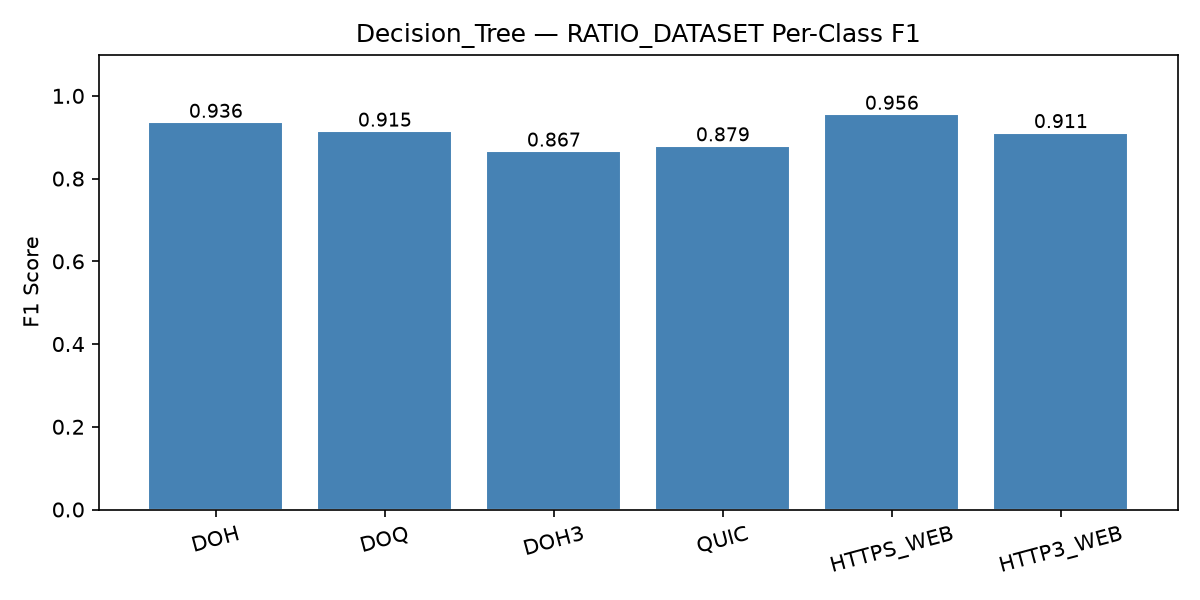 Decision_Tree — RATIO_DATASET Per-Class F1
F1 Score
1.0
0.8
0.6
0.4
0.2
0.0
0.936
0.915
0.867
0.879
0.956
0.911
DOH
DOQ
DOH3
QUIC
HTTPS_WEB
HTTP3_WEB